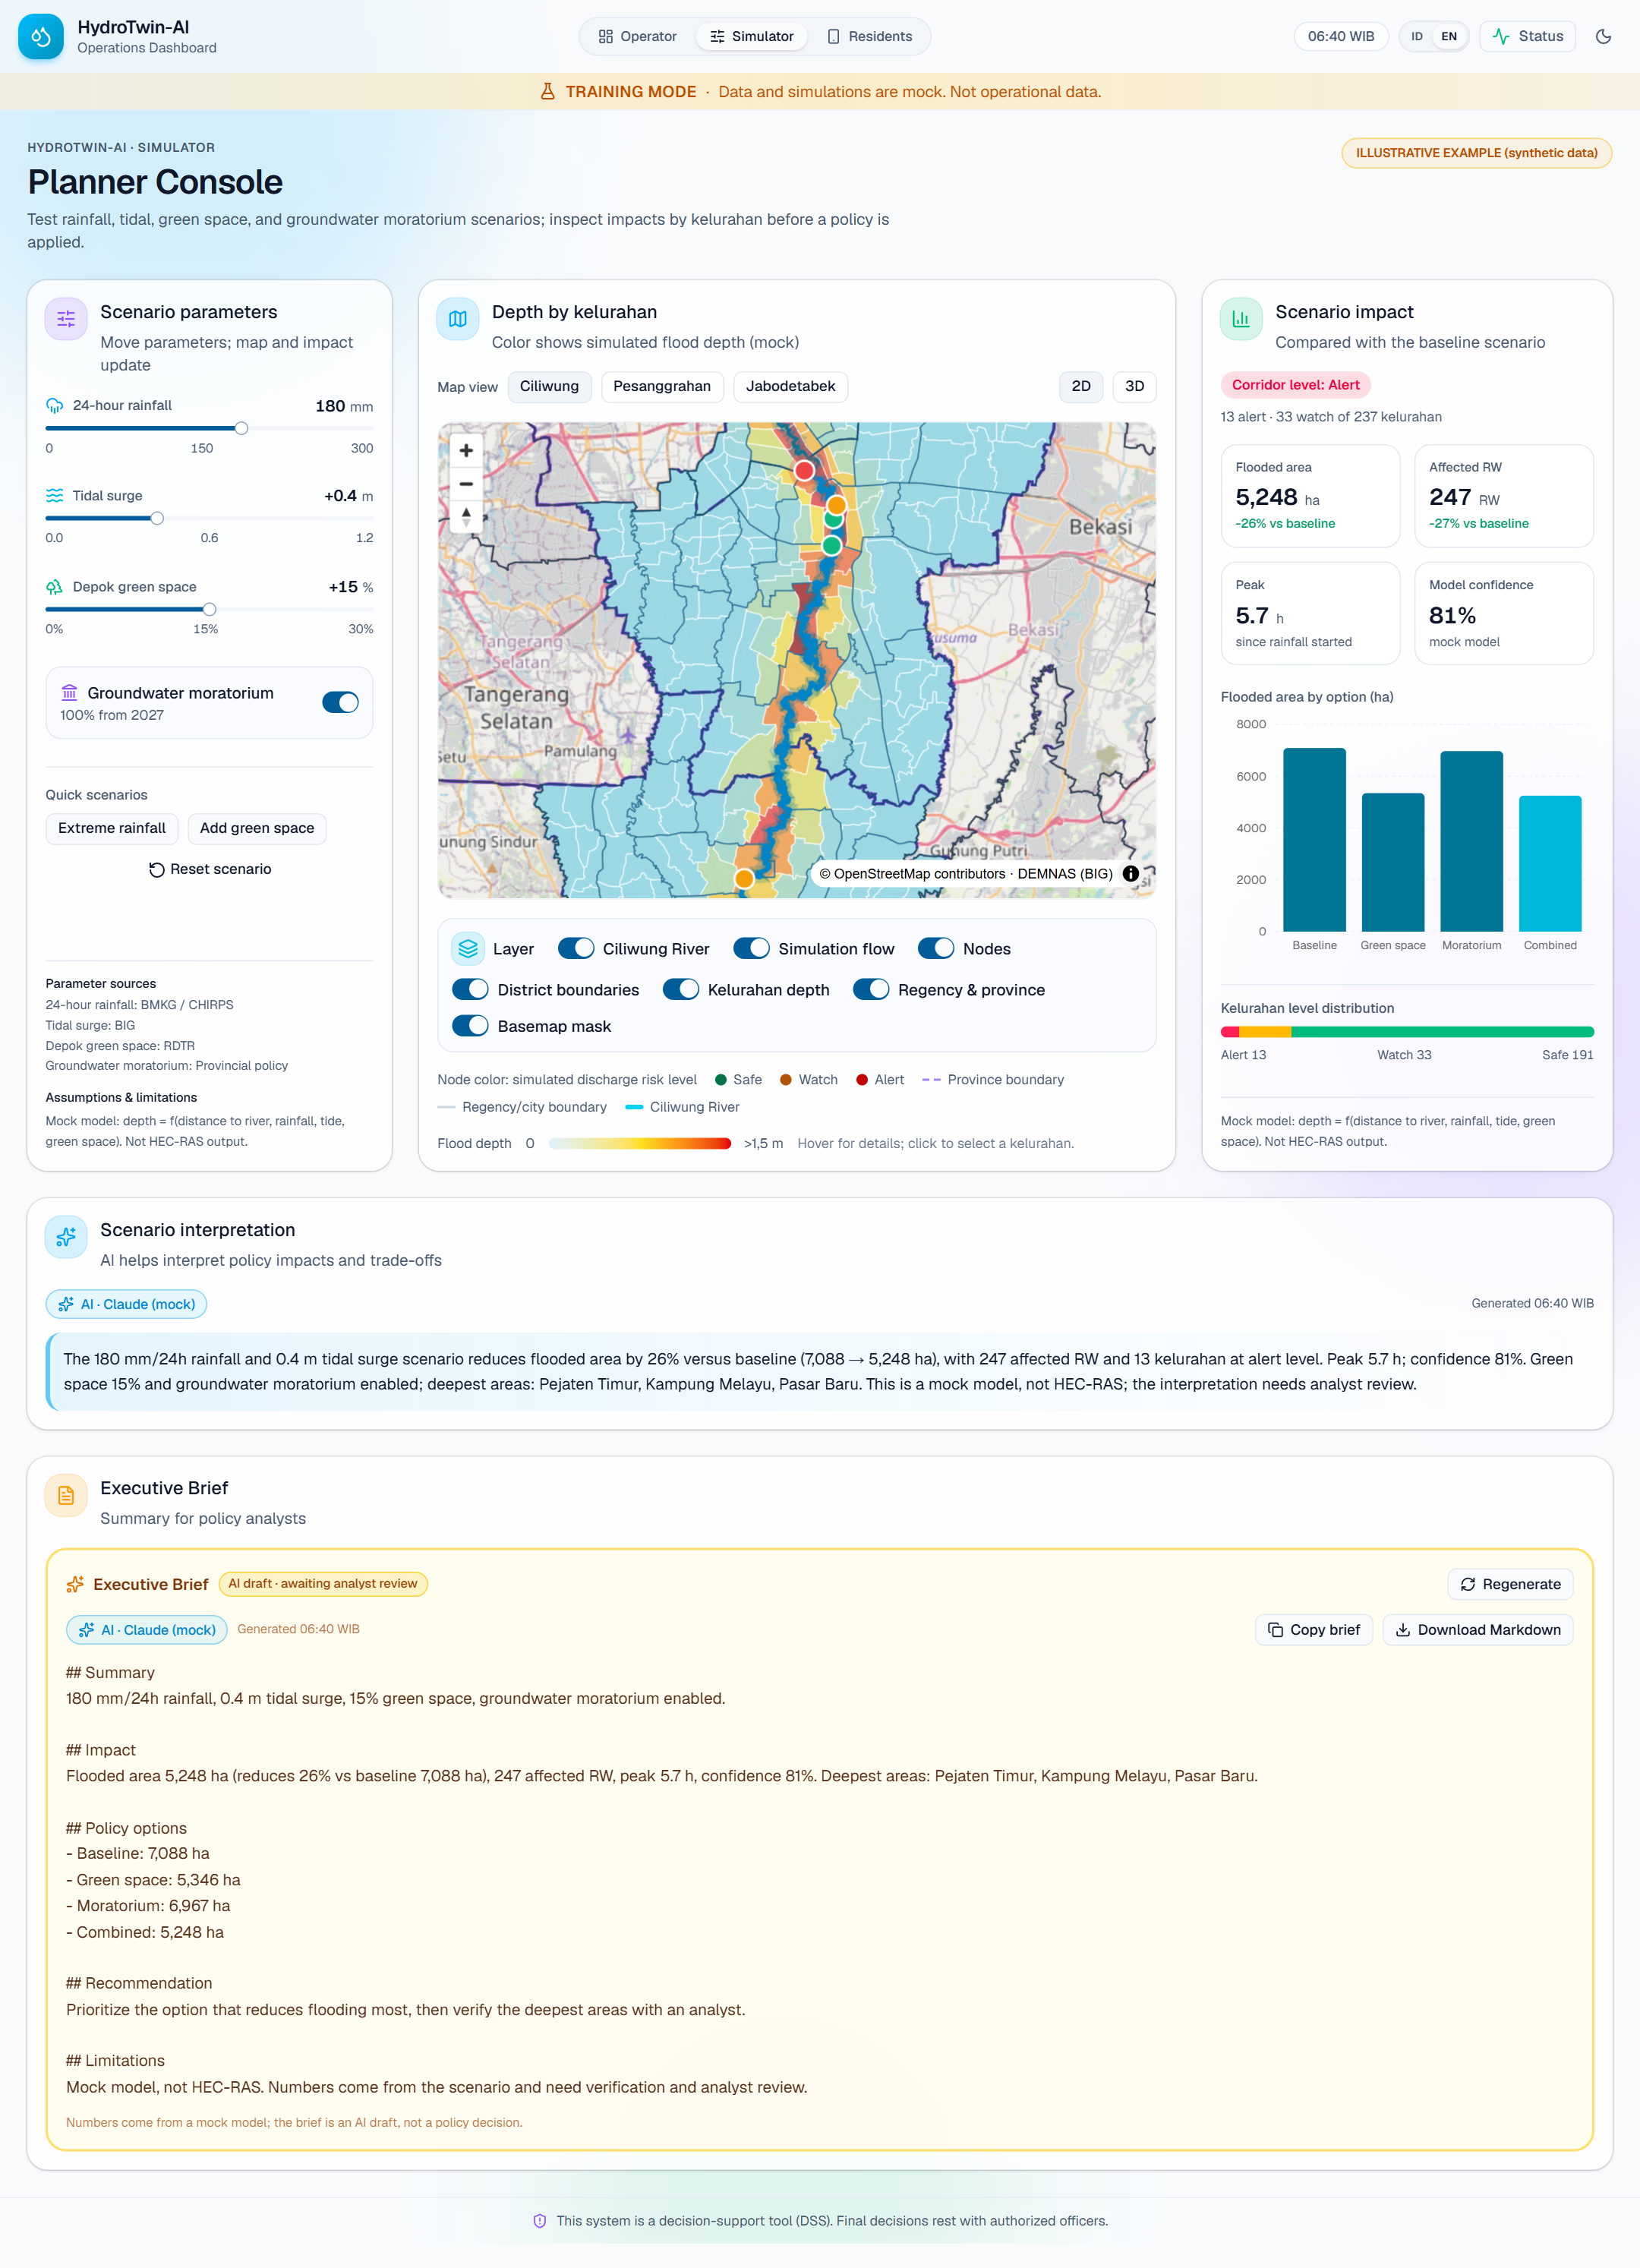 HydroTwin-AI
Operations Dashboard
Operator
Simulator
Residents
06:40 WIB
ID
EN
Status
TRAINING MODE · Data and simulations are mock. Not operational data.
HYDROTWIN-AI · SIMULATOR
Planner Console
Test rainfall, tidal, green space, and groundwater moratorium scenarios; inspect impacts by kelurahan before a policy is
applied.
ILLUSTRATIVE EXAMPLE (synthetic data)
Scenario parameters
Move parameters; map and impact
update
24-hour rainfall
180 mm
0 150 300
Tidal surge
+0.4 m
0.0 0.6 1.2
Depok green space
+15 %
0% 15% 30%
Groundwater moratorium
100% from 2027
Quick scenarios
Extreme rainfall
Add green space
Reset scenario
Parameter sources
24-hour rainfall: BMKG / CHIRPS
Tidal surge: BIG
Depok green space: RDTR
Groundwater moratorium: Provincial policy
Assumptions & limitations
Mock model: depth = f(distance to river, rainfall, tide,
green space). Not HEC-RAS output.
Depth by kelurahan
Color shows simulated flood depth (mock)
Map view
Ciliwung
Pesanggrahan
Jabodetabek
2D
3D
Bekasi
Tangerang
Selatan
Bekasi
usuma
Tangerang
Selatan
Pamulang
Setu
unung Sindur
Gunung Putri
© OpenStreetMap contributors · DEMNAS (BIG)
Layer
Ciliwung River
Simulation flow
Nodes
District boundaries
Kelurahan depth
Regency & province
Basemap mask
Node color: simulated discharge risk level
Safe
Watch
Alert
Province boundary
Regency/city boundary
Ciliwung River
Flood depth 0 >1,5 m Hover for details; click to select a kelurahan.
Scenario impact
Compared with the baseline scenario
Corridor level: Alert
13 alert · 33 watch of 237 kelurahan
Flooded area
5,248 ha
-26% vs baseline
Affected RW
247 RW
-27% vs baseline
Peak
5.7 h
since rainfall started
Model confidence
81%
mock model
Flooded area by option (ha)
8000
6000
4000
2000
0
Baseline Green space Moratorium Combined
Kelurahan level distribution
Alert 13 Watch 33 Safe 191
Mock model: depth = f(distance to river, rainfall, tide, green
space). Not HEC-RAS output.
Scenario interpretation
AI helps interpret policy impacts and trade-offs
AI · Claude (mock)
Generated 06:40 WIB
The 180 mm/24h rainfall and 0.4 m tidal surge scenario reduces flooded area by 26% versus baseline (7,088 → 5,248 ha), with 247 affected RW and 13 kelurahan at alert level. Peak 5.7 h; confidence 81%. Green
space 15% and groundwater moratorium enabled; deepest areas: Pejaten Timur, Kampung Melayu, Pasar Baru. This is a mock model, not HEC-RAS; the interpretation needs analyst review.
Executive Brief
Summary for policy analysts
Executive Brief
AI draft · awaiting analyst review
Regenerate
AI · Claude (mock)
Generated 06:40 WIB
Copy brief
Download Markdown
## Summary
180 mm/24h rainfall, 0.4 m tidal surge, 15% green space, groundwater moratorium enabled.
## Impact
Flooded area 5,248 ha (reduces 26% vs baseline 7,088 ha), 247 affected RW, peak 5.7 h, confidence 81%. Deepest areas: Pejaten Timur, Kampung Melayu, Pasar Baru.
## Policy options
- Baseline: 7,088 ha
- Green space: 5,346 ha
- Moratorium: 6,967 ha
- Combined: 5,248 ha
## Recommendation
Prioritize the option that reduces flooding most, then verify the deepest areas with an analyst.
## Limitations
Mock model, not HEC-RAS. Numbers come from the scenario and need verification and analyst review.
Numbers come from a mock model; the brief is an AI draft, not a policy decision.
This system is a decision-support tool (DSS). Final decisions rest with authorized officers.